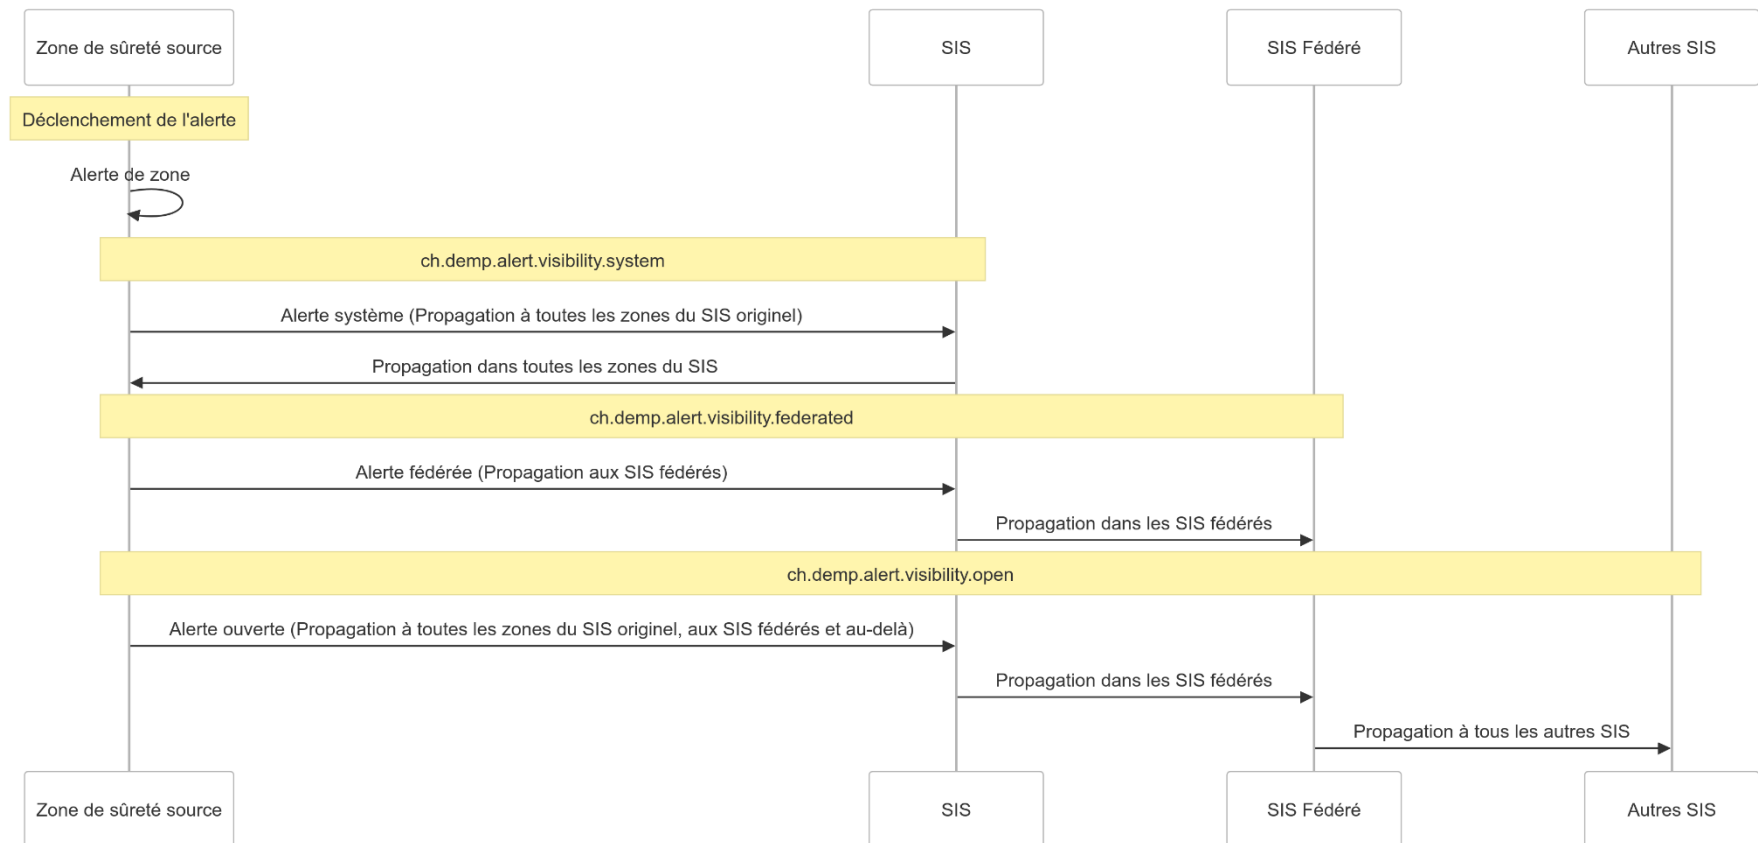 Zone de sûreté source
SIS
SIS Fédéré
Autres SIS
Déclenchement de l'alerte
Alerte de zone
ch.demp.alert.visibility.system
Alerte système (Propagation à toutes les zones du SIS originel)
Propagation dans toutes les zones du SIS
ch.demp.alert.visibility.federated
Alerte fédérée (Propagation aux SIS fédérés)
Propagation dans les SIS fédérés
ch.demp.alert.visibility.open
Alerte ouverte (Propagation à toutes les zones du SIS originel, aux SIS fédérés et au-delà)
Propagation dans les SIS fédérés
Propagation à tous les autres SIS
Zone de sûreté source
SIS
SIS Fédéré
Autres SIS